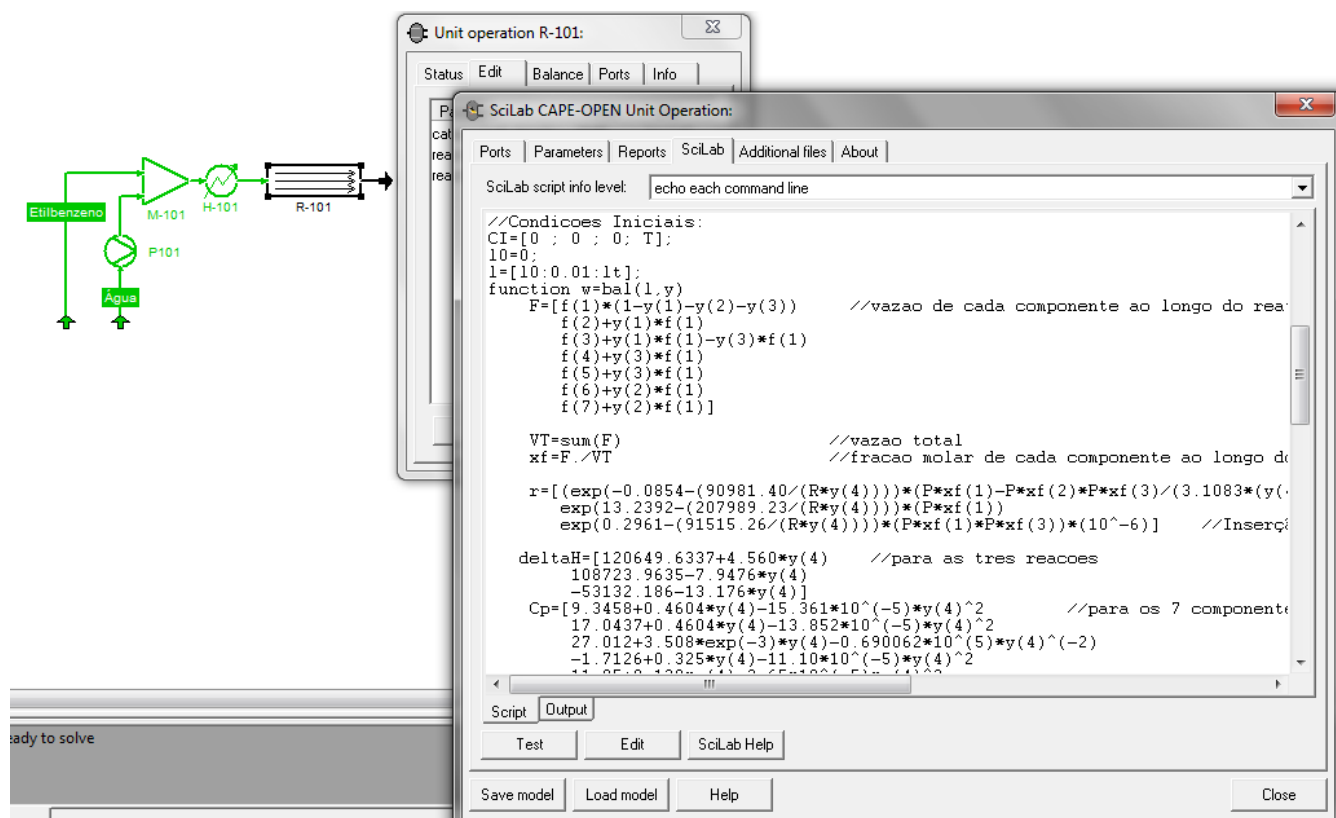 Unit operation R-101:
Status Edit Balance Ports Info
SciLab CAPE-OPEN Unit Operation:
Ports Parameters Reports SciLab Additional files About
SciLab script info level: echo each command line
//Condicoes Iniciais:
CI=[0 ; 0 ; 0; T];
l0=0;
l=[l0:0.01:lt];
function w=bal(l,y)
F=[f(1)*(1-y(1)-y(2)-y(3)) //vazao de cada componente ao longo do rea
f(2)+y(1)*f(1)
f(3)+y(1)*f(1)-y(3)*f(1)
f(4)+y(3)*f(1)
f(5)+y(3)*f(1)
f(6)+y(2)*f(1)
f(7)+y(2)*f(1)]
VT=sum(F) //vazao total
xf=F./VT //fracao molar de cada componente ao longo d
r=[(exp(-0.0854-(90981.40/(R*y(4))))*(P*xf(1)-P*xf(2)*P*xf(3)/(3.1083*(y(
exp(13.2392-(207989.23/(R*y(4))))*(P*xf(1))
exp(0.2961-(91515.26/(R*y(4))))*(P*xf(1)*P*xf(3))*(10^-6)] //Inserç
deltaH=[120649.6337+4.560*y(4) //para as tres reacoes
108723.9635-7.9476*y(4)
-53132.186-13.176*y(4)]
Cp=[9.3458+0.4604*y(4)-15.361*10^(-5)*y(4)^2 //para os 7 component
17.0437+0.4604*y(4)-13.852*10^(-5)*y(4)^2
27.012+3.508*exp(-3)*y(4)-0.690062*10^(5)*y(4)^(-2)
-1.7126+0.325*y(4)-11.10*10^(-5)*y(4)^2
Script Output
Test Edit SciLab Help
Save model Load model Help Close
Etilbenzeno
M-101
H-101
R-101
P101
Água
cat
rea
rea
eady to solve